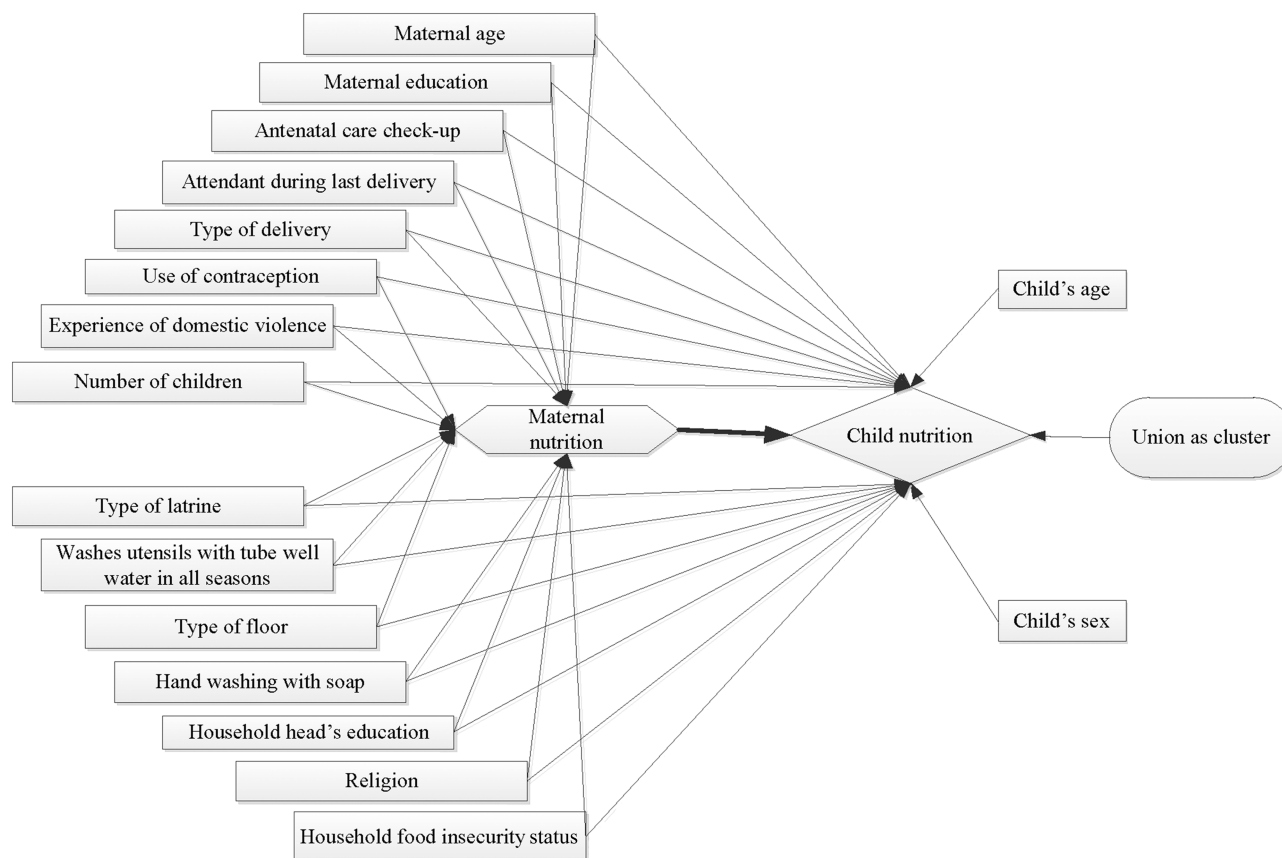 Maternal age
Maternal education
Antenatal care check-up
Attendant during last delivery
Type of delivery
Use of contraception
Experience of domestic violence
Number of children
Maternal
nutrition
Child nutrition
Child’s age
Union as cluster
Child’s sex
Type of latrine
Washes utensils with tube well
water in all seasons
Type of floor
Hand washing with soap
Household head’s education
Religion
Household food insecurity status